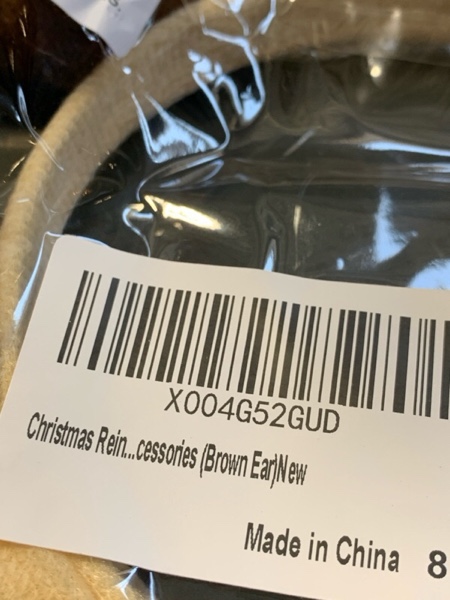 X004G52GUD
Christmas Rein...cessories (Brown Ear)New
Made in China 8